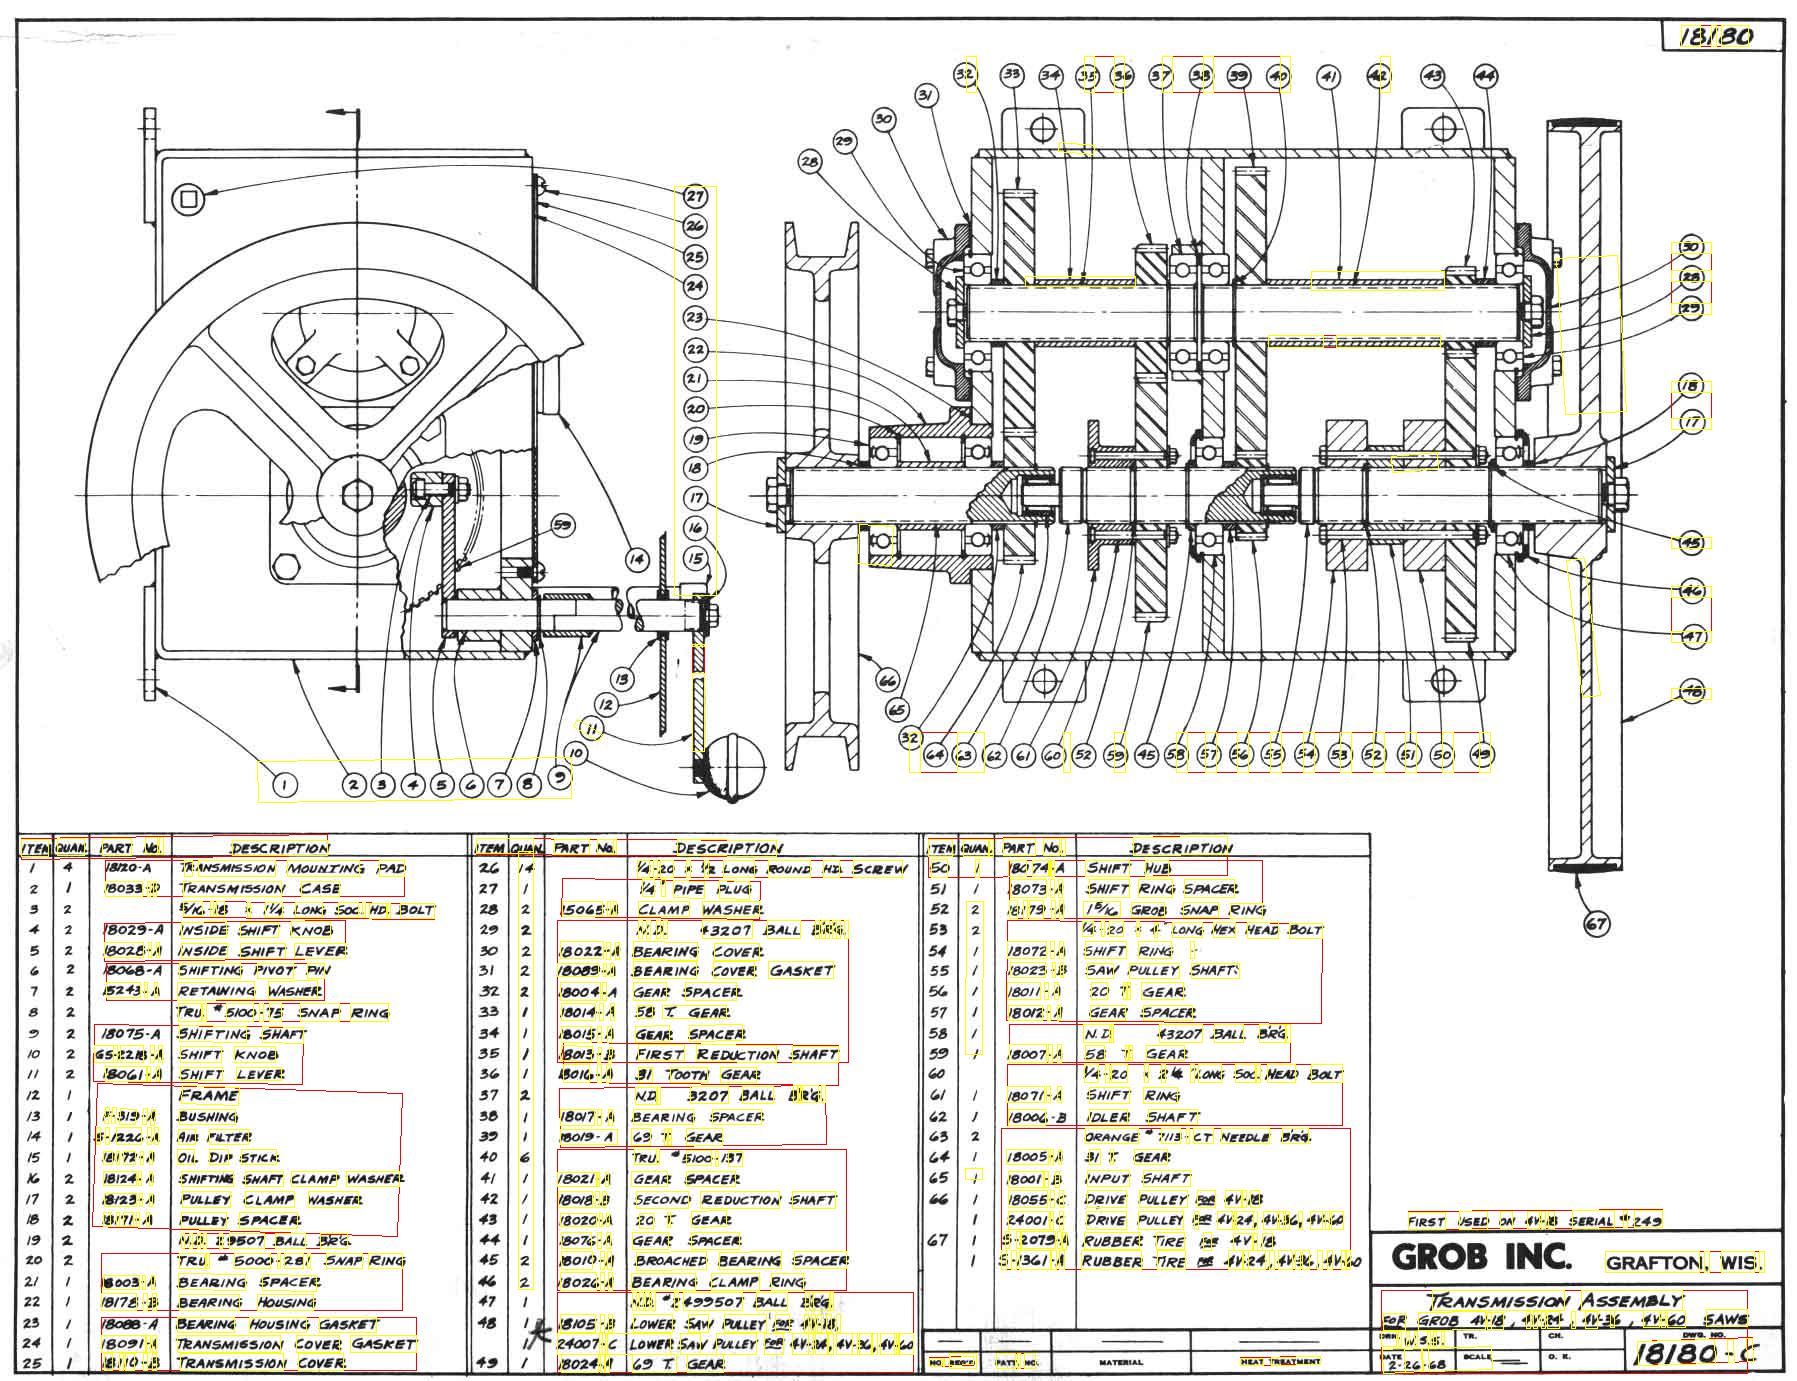 18180
32 33 34 35 36 37 38 39 40 41 42 43 44
31
30
29
28
27
26
25
24
23
22
21
20
19
18
17
16
15
59
14
13
12
11
10
1 2 3 4 5 6 7 8 9
30
28
29
18
17
45
46
47
48
67
66
65
32 64 63 62 61 60 52 59 45 58 57 56 55 54 53 52 51 50 49
ITEM QUAN. PART No. DESCRIPTION
1 4 18120-A TRANSMISSION MOUNTING PAD
2 1 18033-D TRANSMISSION CASE
3 2 5/16-18 x 1 1/4 LONG SOC. HD. BOLT
4 2 18029-A INSIDE SHIFT KNOB
5 2 18028-A INSIDE SHIFT LEVER
6 2 18068-A SHIFTING PIVOT PIN
7 2 15243-A RETAINING WASHER
8 2 TRU. #5100-75 SNAP RING
9 2 18075-A SHIFTING SHAFT
10 2 GS-221B-A SHIFT KNOB
11 2 18061-A SHIFT LEVER
12 1 FRAME
13 1 S-319-A BUSHING
14 1 S-1226-A AIR FILTER
15 1 18172-A OIL DIP STICK
16 2 18124-A SHIFTING SHAFT CLAMP WASHER
17 2 18123-A PULLEY CLAMP WASHER
18 2 18171-A PULLEY SPACER
19 2 N.D. Z9507 BALL BR'G.
20 2 TRU. #5000-281 SNAP RING
21 1 18003-A BEARING SPACER
22 1 18178-B BEARING HOUSING
23 1 18088-A BEARING HOUSING GASKET
24 1 18091-A TRANSMISSION COVER GASKET
25 1 18110-B TRANSMISSION COVER
ITEM QUAN. PART No. DESCRIPTION
26 14 1/4-20 x 1/2 LONG ROUND HD. SCREW
27 1 1/4" PIPE PLUG
28 2 15065-A CLAMP WASHER
29 2 N.D. 43207 BALL BRG.
30 2 18022-A BEARING COVER
31 2 18089-A BEARING COVER GASKET
32 2 18004-A GEAR SPACER
33 1 18014-A 58 T. GEAR
34 1 18015-A GEAR SPACER
35 1 18013-B FIRST REDUCTION SHAFT
36 1 18016-A 31 TOOTH GEAR
37 2 N.D. 3207 BALL BR'G.
38 1 18017-A BEARING SPACER
39 1 18019-A 69 T. GEAR
40 6 TRU. #5100-137
41 1 18021-A GEAR SPACER
42 1 18018-B SECOND REDUCTION SHAFT
43 1 18020-A 20 T. GEAR
44 1 18076-A GEAR SPACER
45 2 18010-A BROACHED BEARING SPACER
46 2 18026-A BEARING CLAMP RING
47 1 N.D. #Z499507 BALL BR'G.
48 1 18105-B LOWER SAW PULLEY FOR 4V-18
1 24007-C LOWER SAW PULLEY FOR 4V-24, 4V-36, 4V-60
49 1 18024-A 69 T. GEAR
ITEM QUAN. PART No. DESCRIPTION
50 1 18074-A SHIFT HUB
51 1 18073-A SHIFT RING SPACER
52 2 18179-A 1 5/16 GROB SNAP RING
53 2 1/4-20 x 4" LONG HEX HEAD BOLT
54 1 18072-A SHIFT RING
55 1 18023-B SAW PULLEY SHAFT
56 1 18011-A 20 T GEAR
57 1 18012-A GEAR SPACER
58 1 N.D. 43207 BALL B'R'G.
59 1 18007-A 58 T GEAR
60 1/4-20 x 2 1/4" LONG SOC. HEAD BOLT
61 1 18071-A SHIFT RING
62 1 18006-B IDLER SHAFT
63 2 ORANGE #7113-CT NEEDLE B'R'G.
64 1 18005-A 31 T GEAR
65 1 18001-B INPUT SHAFT
66 1 18055-C DRIVE PULLEY FOR 4V-18
1 24001-C DRIVE PULLEY FOR 4V-24, 4V-36, 4V-60
67 1 S-2079-A RUBBER TIRE FOR 4V-18
1 S-1361-A RUBBER TIRE FOR 4V-24, 4V-36, 4V-60
FIRST USED ON 4V-18 SERIAL #1249
GROB INC. GRAFTON, WIS.
TRANSMISSION ASSEMBLY
FOR GROB 4V-18, 4V-24, 4V-36, 4V-60 SAWS
DRN. W.S.S. TR. CH. DWG. NO.
DATE 2-26-68 SCALE O. K. 18180-C
NO. REQ'D PATT. NO. MATERIAL HEAT TREATMENT